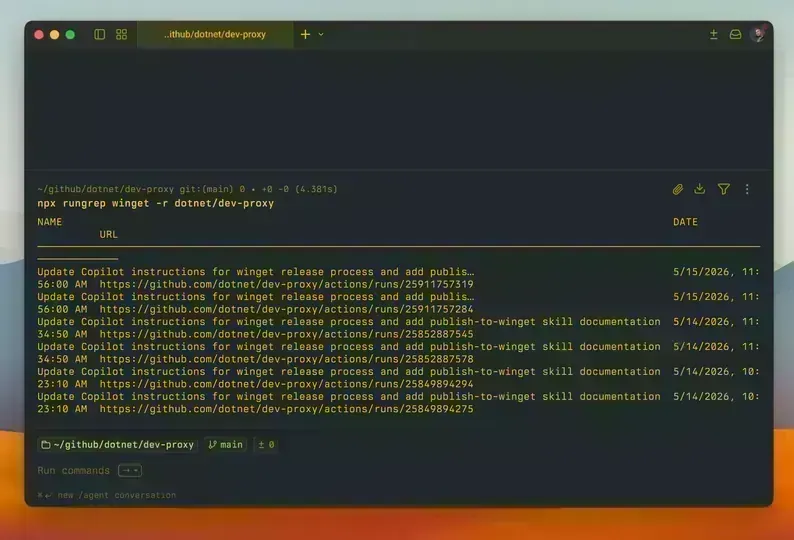 ..ithub/dotnet/dev-proxy
~/github/dotnet/dev-proxy git:(main) 0 • +0 -0 (4.381s)
npx rungrep winget -r dotnet/dev-proxy
NAME DATE
URL
Update Copilot instructions for winget release process and add publis… 5/15/2026, 11:
56:00 AM https://github.com/dotnet/dev-proxy/actions/runs/25911757319
Update Copilot instructions for winget release process and add publis… 5/15/2026, 11:
56:00 AM https://github.com/dotnet/dev-proxy/actions/runs/25911757284
Update Copilot instructions for winget release process and add publish-to-winget skill documentation 5/14/2026, 11:
34:50 AM https://github.com/dotnet/dev-proxy/actions/runs/25852887545
Update Copilot instructions for winget release process and add publish-to-winget skill documentation 5/14/2026, 11:
34:50 AM https://github.com/dotnet/dev-proxy/actions/runs/25852887578
Update Copilot instructions for winget release process and add publish-to-winget skill documentation 5/14/2026, 10:
23:10 AM https://github.com/dotnet/dev-proxy/actions/runs/25849894294
Update Copilot instructions for winget release process and add publish-to-winget skill documentation 5/14/2026, 10:
23:10 AM https://github.com/dotnet/dev-proxy/actions/runs/25849894275
~/github/dotnet/dev-proxy main ± 0
Run commands
new /agent conversation